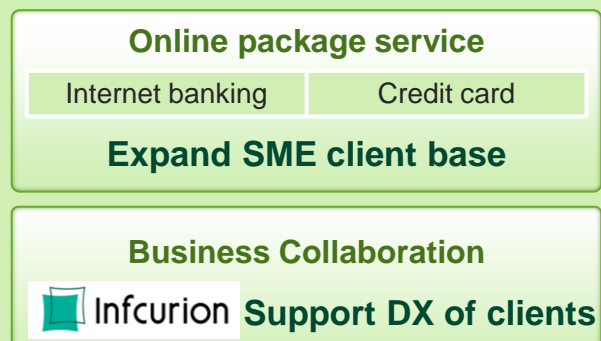 Online package service
Internet banking Credit card
Expand SME client base
Business Collaboration
Infcurion Support DX of clients